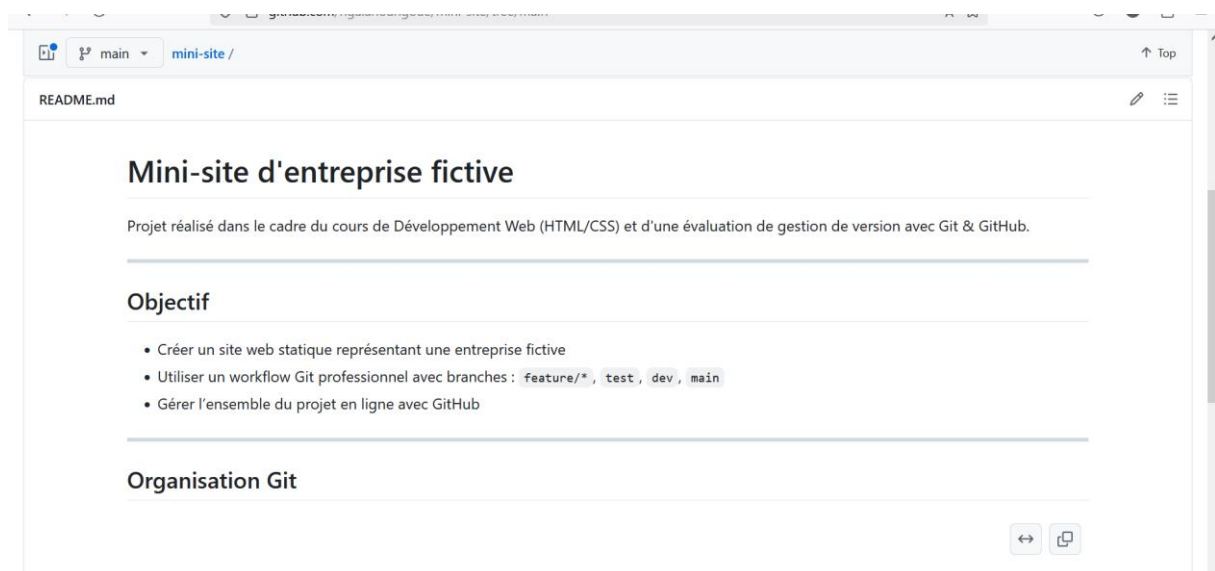 main
mini-site /
Top
README.md
Mini-site d'entreprise fictive
Projet réalisé dans le cadre du cours de Développement Web (HTML/CSS) et d'une évaluation de gestion de version avec Git & GitHub.
Objectif
• Créer un site web statique représentant une entreprise fictive
• Utiliser un workflow Git professionnel avec branches : feature/* , test , dev , main
• Gérer l'ensemble du projet en ligne avec GitHub
Organisation Git